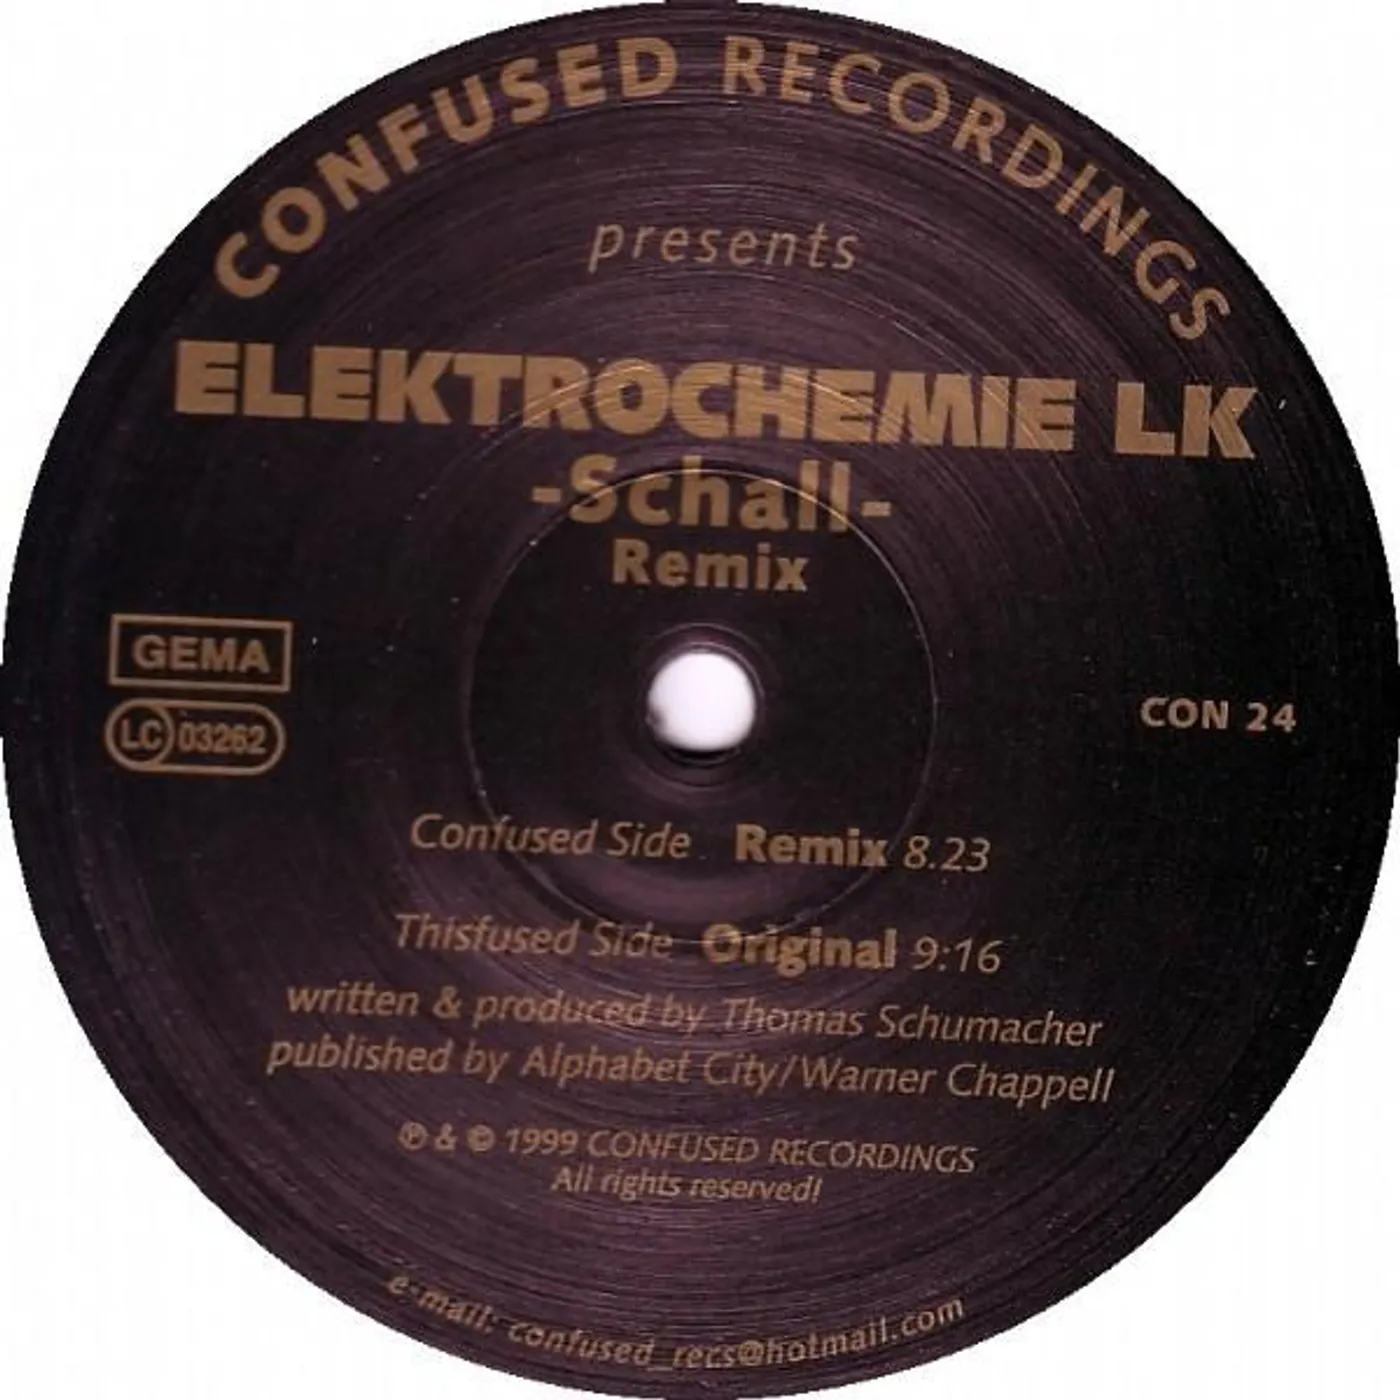 CONFUSED RECORDINGS
presents
ELEKTROCHEMIE LK
-Schall-
Remix
GEMA
LC 03262
CON 24
Confused Side Remix 8.23
Thisfused Side Original 9:16
written & produced by Thomas Schumacher
published by Alphabet City/Warner Chappell
℗ & © 1999 CONFUSED RECORDINGS
All rights reserved!
e-mail: confused_recs@hotmail.com